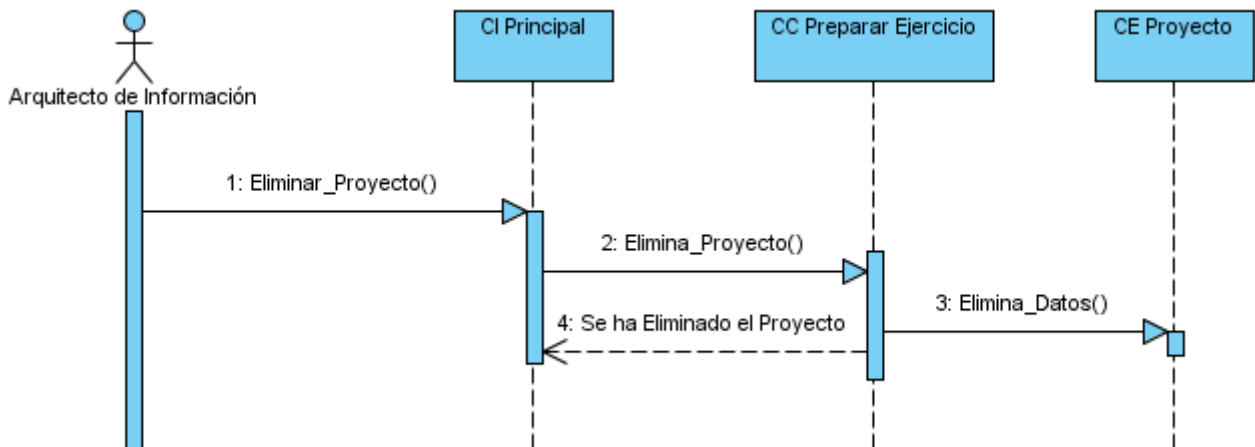 CI Principal
CC Preparar Ejercicio
CE Proyecto
Arquitecto de Información
1: Eliminar_Proyecto()
2: Elimina_Proyecto()
3: Elimina_Datos()
4: Se ha Eliminado el Proyecto